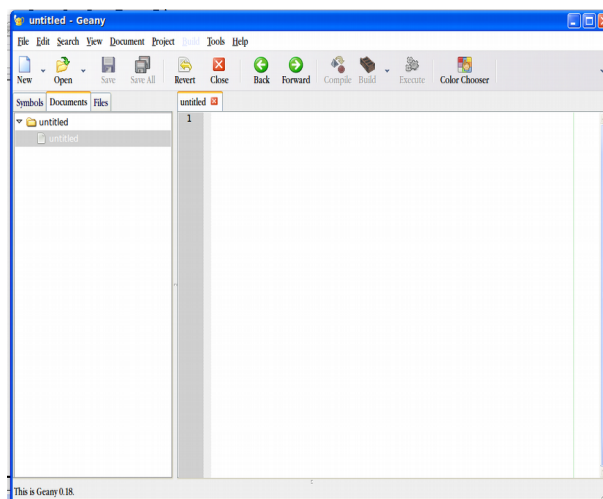 untitled - Geany
File Edit Search View Document Project Build Tools Help
New Open Save Save All Revert Close Back Forward Compile Build Execute Color Chooser
Symbols Documents Files untitled
untitled 1
untitled
This is Geany 0.18.